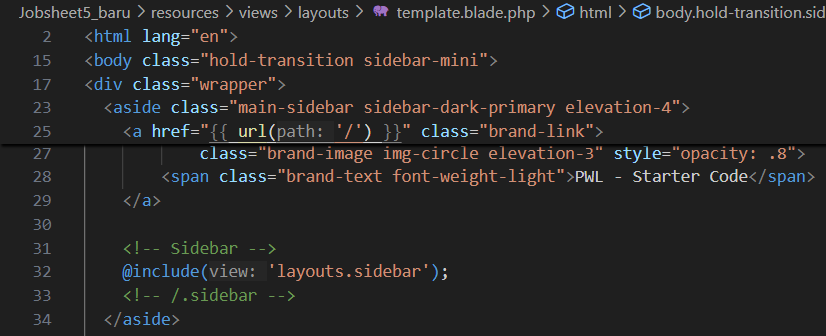 Jobsheet5_baru > resources > views > layouts > template.blade.php > html > body.hold-transition.sid
2 <html lang="en">
15 <body class="hold-transition sidebar-mini">
17 <div class="wrapper">
23 <aside class="main-sidebar sidebar-dark-primary elevation-4">
25 <a href="{{ url(path: '/') }}" class="brand-link">
27 class="brand-image img-circle elevation-3" style="opacity: .8">
28 <span class="brand-text font-weight-light">PWL - Starter Code</span>
29 </a>
30
31 <!-- Sidebar -->
32 @include(view: 'layouts.sidebar');
33 <!-- /.sidebar -->
34 </aside>